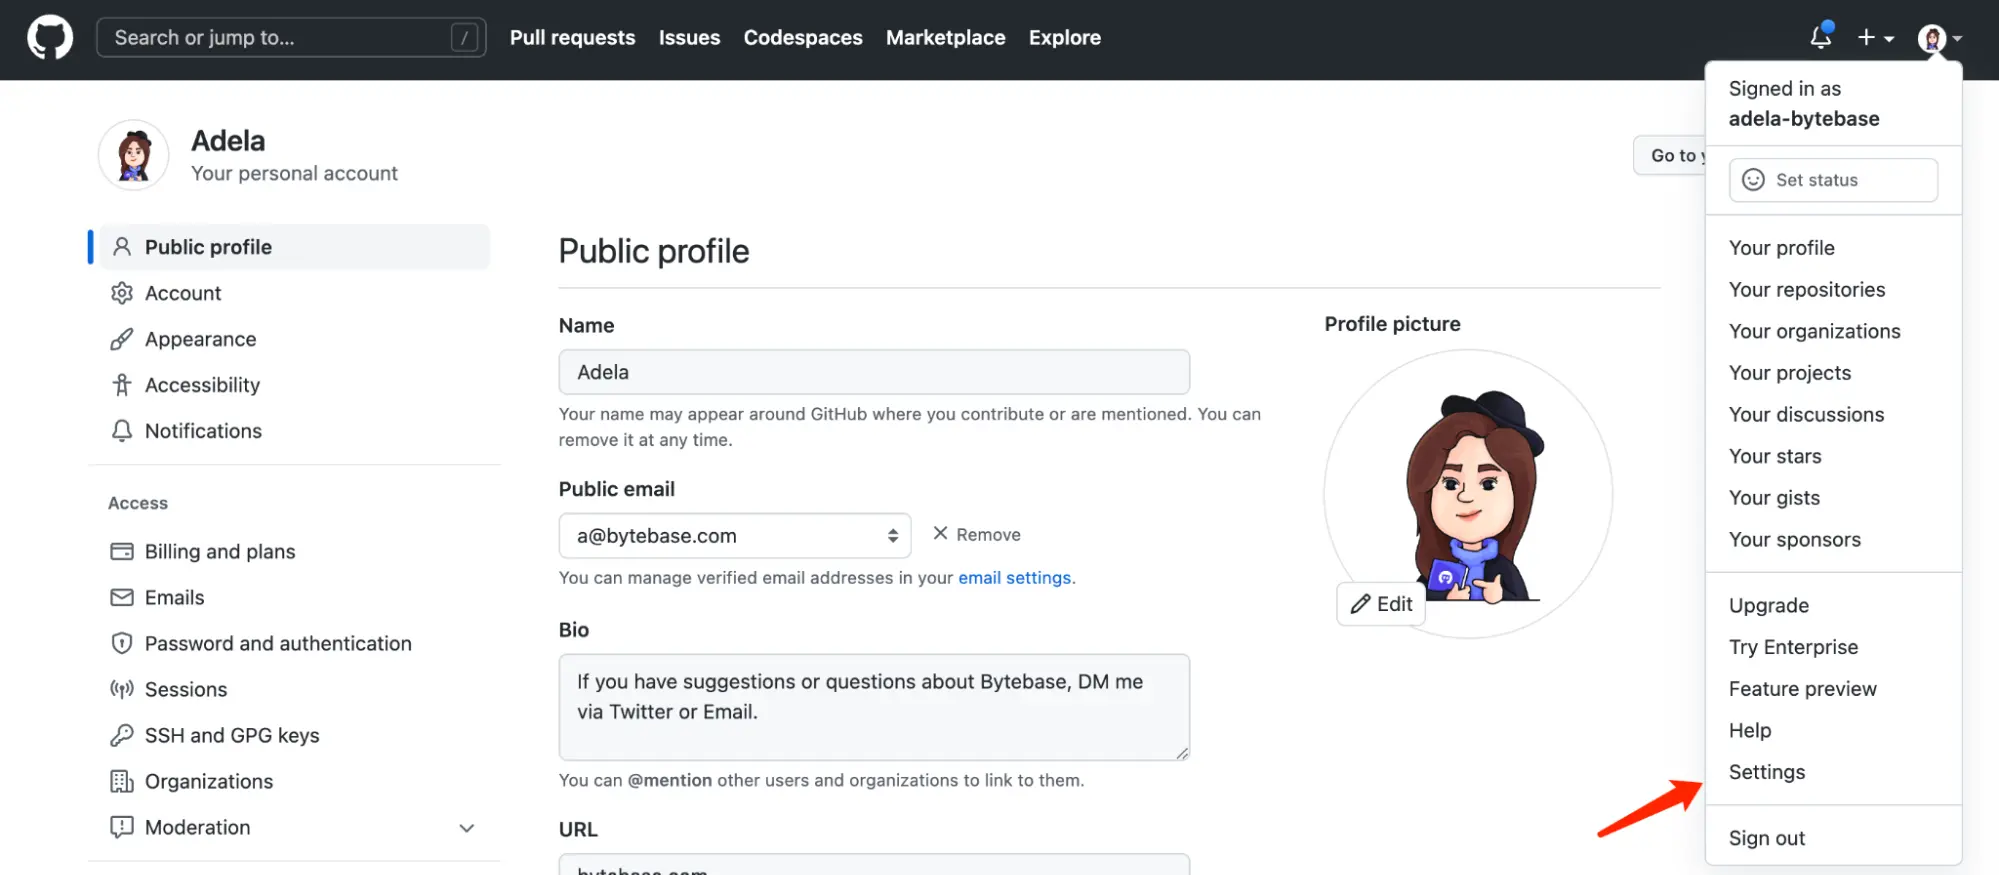 Search or jump to...
/
Pull requests
Issues
Codespaces
Marketplace
Explore
Adela
Your personal account
Go to
Public profile
Account
Appearance
Accessibility
Notifications
Access
Billing and plans
Emails
Password and authentication
Sessions
SSH and GPG keys
Organizations
Moderation
Public profile
Name
Adela
Your name may appear around GitHub where you contribute or are mentioned. You can
remove it at any time.
Public email
a@bytebase.com
Remove
You can manage verified email addresses in your email settings.
Bio
If you have suggestions or questions about Bytebase, DM me
via Twitter or Email.
You can @mention other users and organizations to link to them.
URL
bytebase.com
Profile picture
Edit
Signed in as
adela-bytebase
Set status
Your profile
Your repositories
Your organizations
Your projects
Your discussions
Your stars
Your gists
Your sponsors
Upgrade
Try Enterprise
Feature preview
Help
Settings
Sign out